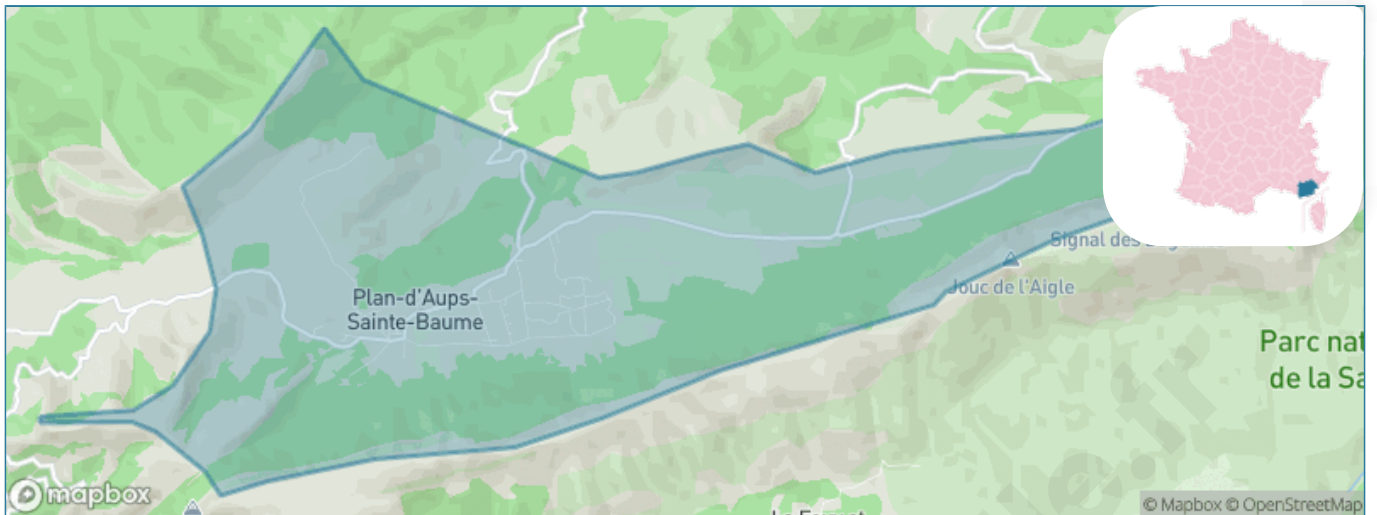 Signal des
Jouc de l'Aigle
Plan-d'Aups-
Sainte-Baume
Parc nat
de la Sa
mapbox
© Mapbox © OpenStreetMap